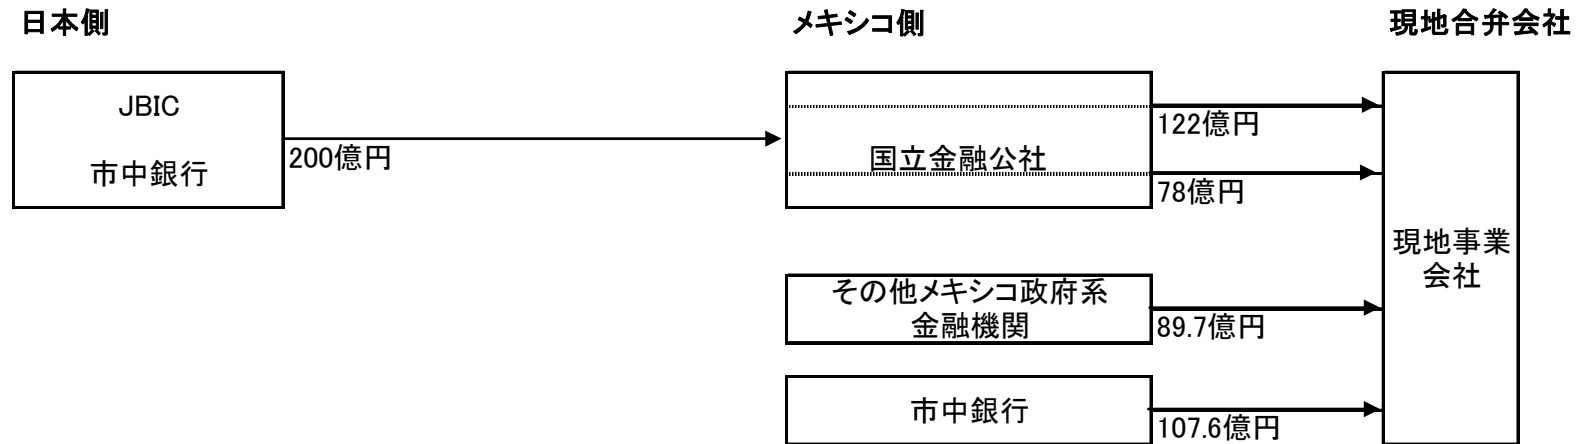 日本側
メキシコ側
現地合弁会社
JBIC
市中銀行
200億円
国立金融公社
122億円
78億円
その他メキシコ政府系
金融機関
89.7億円
市中銀行
107.6億円
現地事業
会社